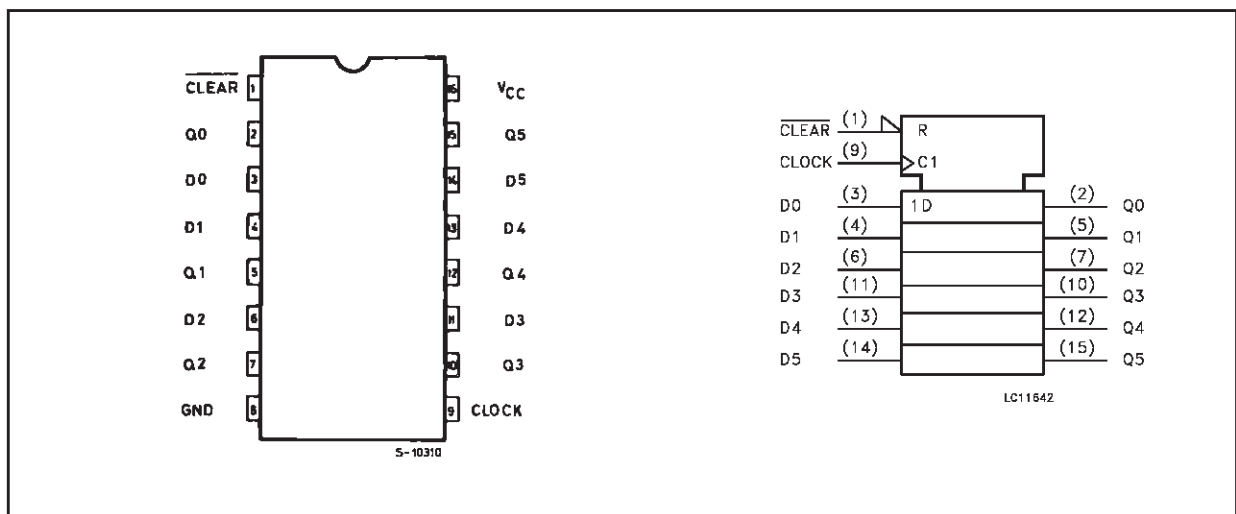 CLEAR 1 16 VCC
Q0 2 15 Q5
D0 3 14 D5
D1 4 13 D4
Q1 5 12 Q4
D2 6 11 D3
Q2 7 10 Q3
GND 8 9 CLOCK
S-10310
CLEAR (1) R
CLOCK (9) C1
D0 (3) 1D (2) Q0
D1 (4) (5) Q1
D2 (6) (7) Q2
D3 (11) (10) Q3
D4 (13) (12) Q4
D5 (14) (15) Q5
LC11642